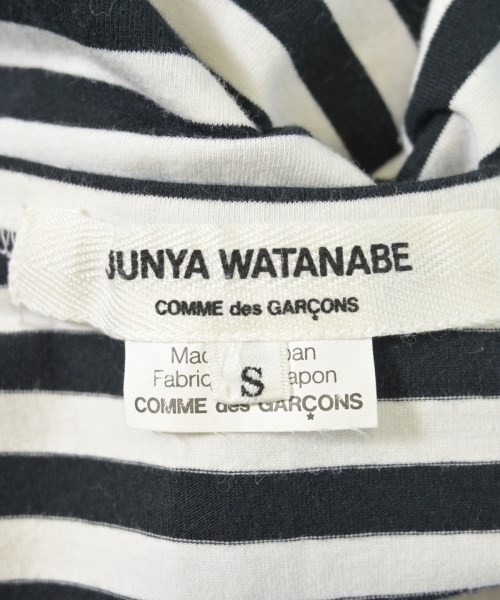 JUNYA WATANABE
COMME des GARÇONS
S
COMME des GARÇONS